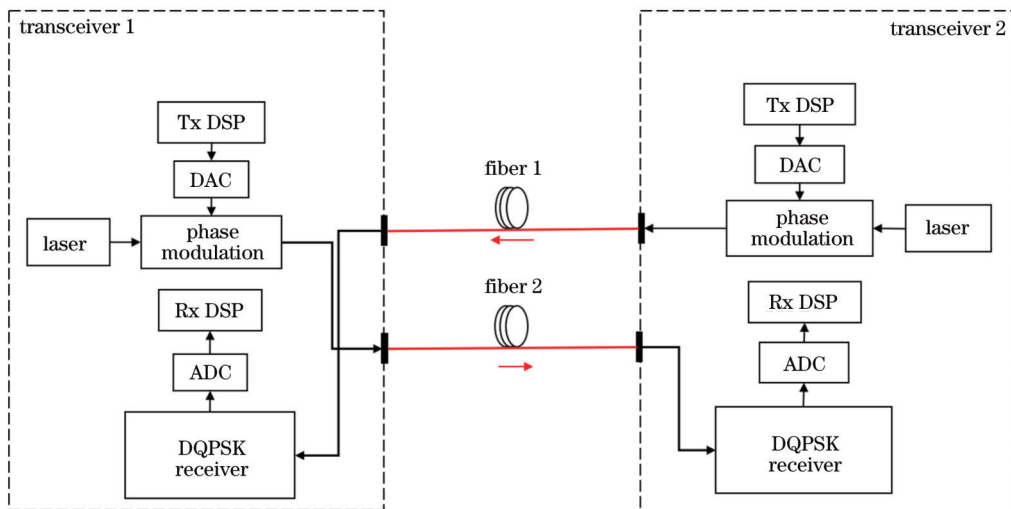 transceiver 1
transceiver 2
Tx DSP
DAC
laser
phase
modulation
Rx DSP
ADC
DQPSK
receiver
fiber 1
fiber 2
Tx DSP
DAC
phase
modulation
laser
Rx DSP
ADC
DQPSK
receiver